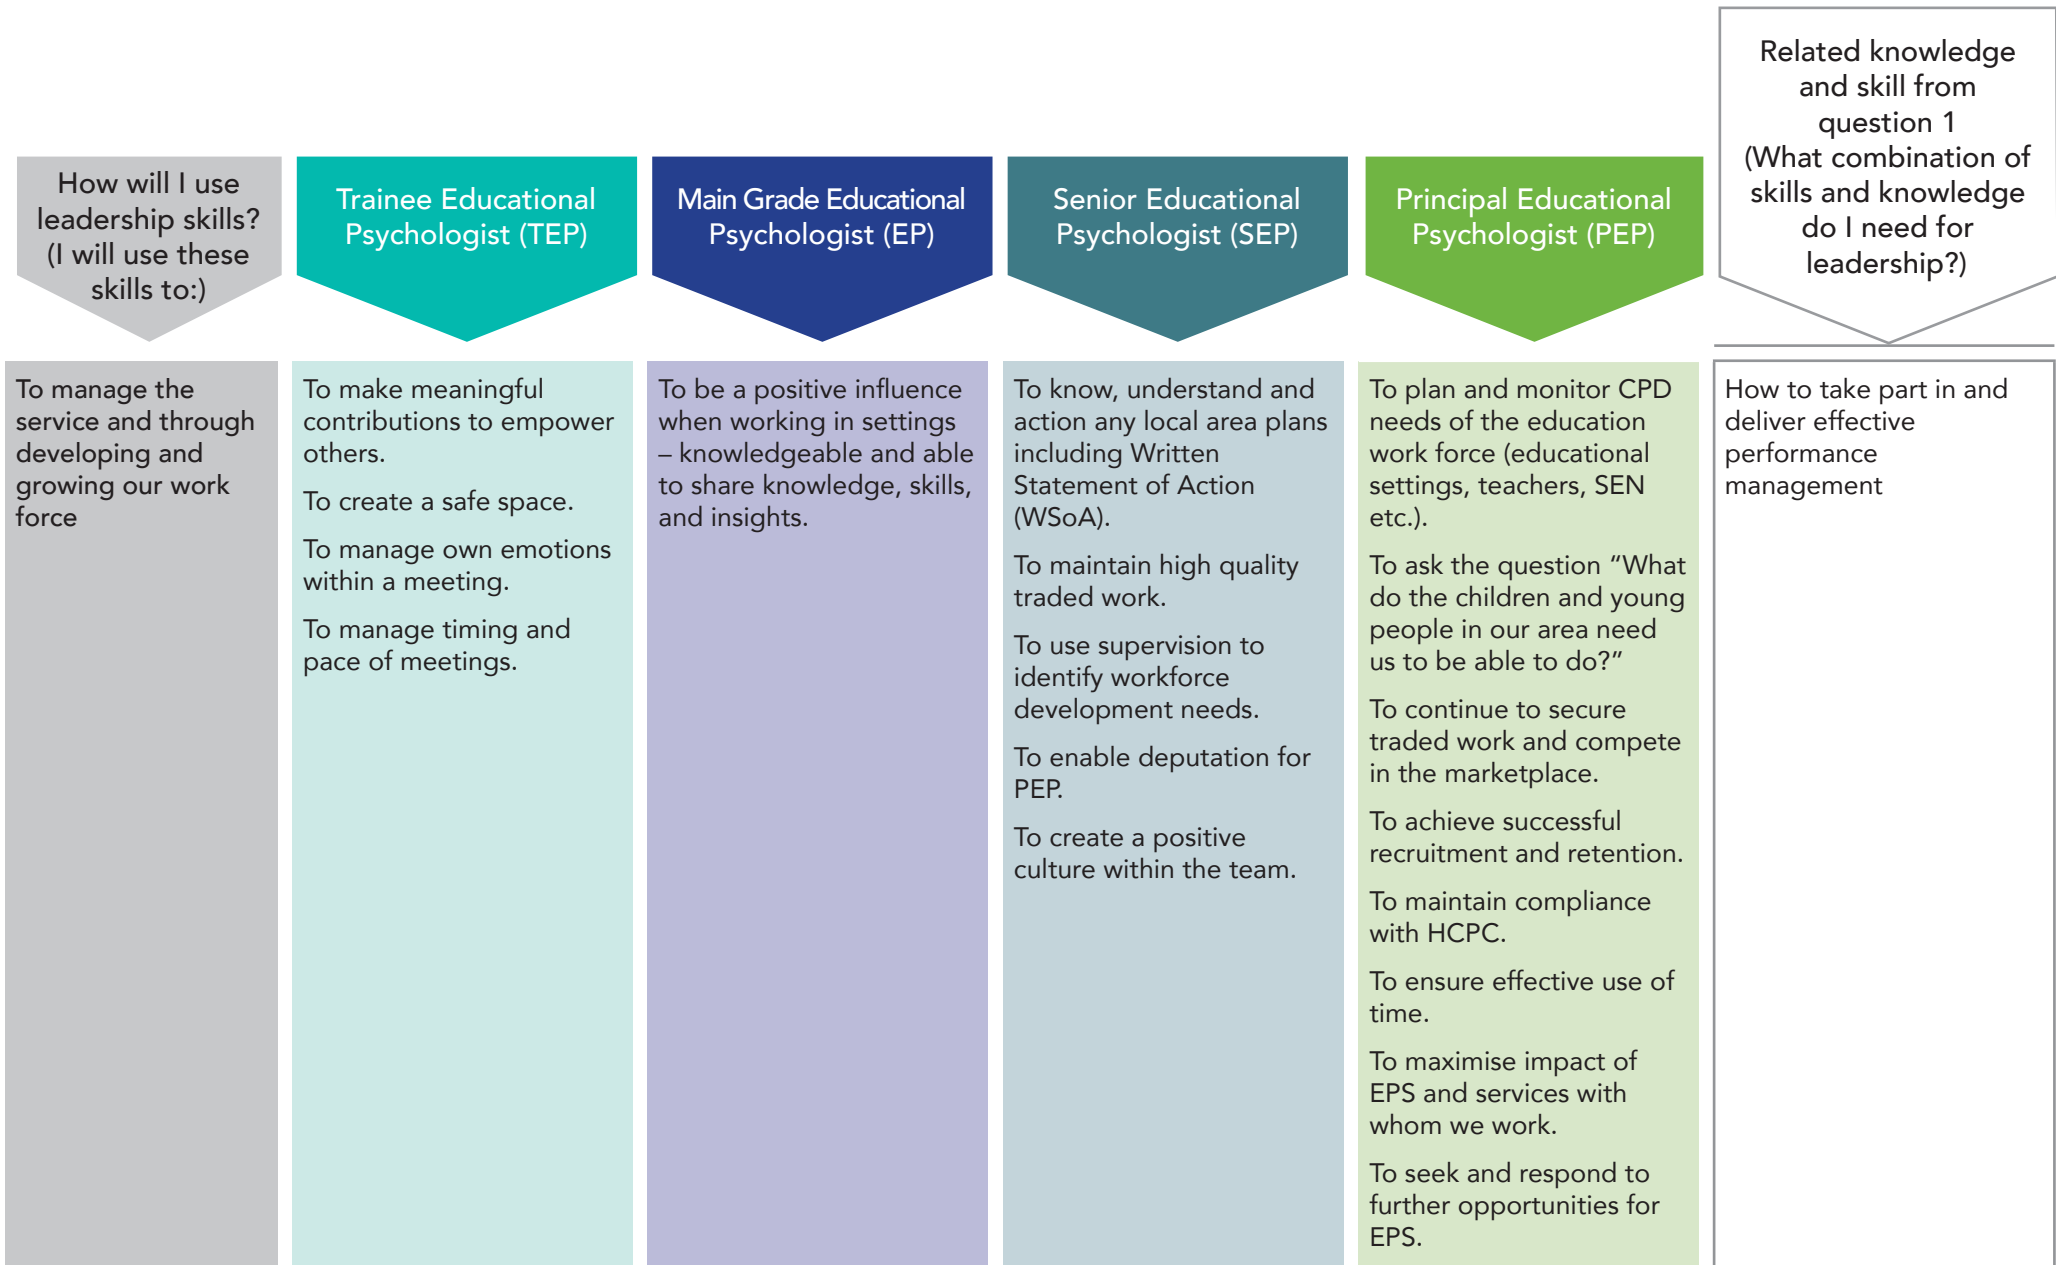 How will I use
leadership skills?
(I will use these
skills to:)
Trainee Educational
Psychologist (TEP)
Main Grade Educational
Psychologist (EP)
Senior Educational
Psychologist (SEP)
Principal Educational
Psychologist (PEP)
Related knowledge
and skill from
question 1
(What combination of
skills and knowledge
do I need for
leadership?)
To manage the
service and through
developing and
growing our work
force
To make meaningful
contributions to empower
others.
To create a safe space.
To manage own emotions
within a meeting.
To manage timing and
pace of meetings.
To be a positive influence
when working in settings
– knowledgeable and able
to share knowledge, skills,
and insights.
To know, understand and
action any local area plans
including Written
Statement of Action
(WSoA).
To maintain high quality
traded work.
To use supervision to
identify workforce
development needs.
To enable deputation for
PEP.
To create a positive
culture within the team.
To plan and monitor CPD
needs of the education
work force (educational
settings, teachers, SEN
etc.).
To ask the question “What
do the children and young
people in our area need
us to be able to do?”
To continue to secure
traded work and compete
in the marketplace.
To achieve successful
recruitment and retention.
To maintain compliance
with HCPC.
To ensure effective use of
time.
To maximise impact of
EPS and services with
whom we work.
To seek and respond to
further opportunities for
EPS.
How to take part in and
deliver effective
performance
management